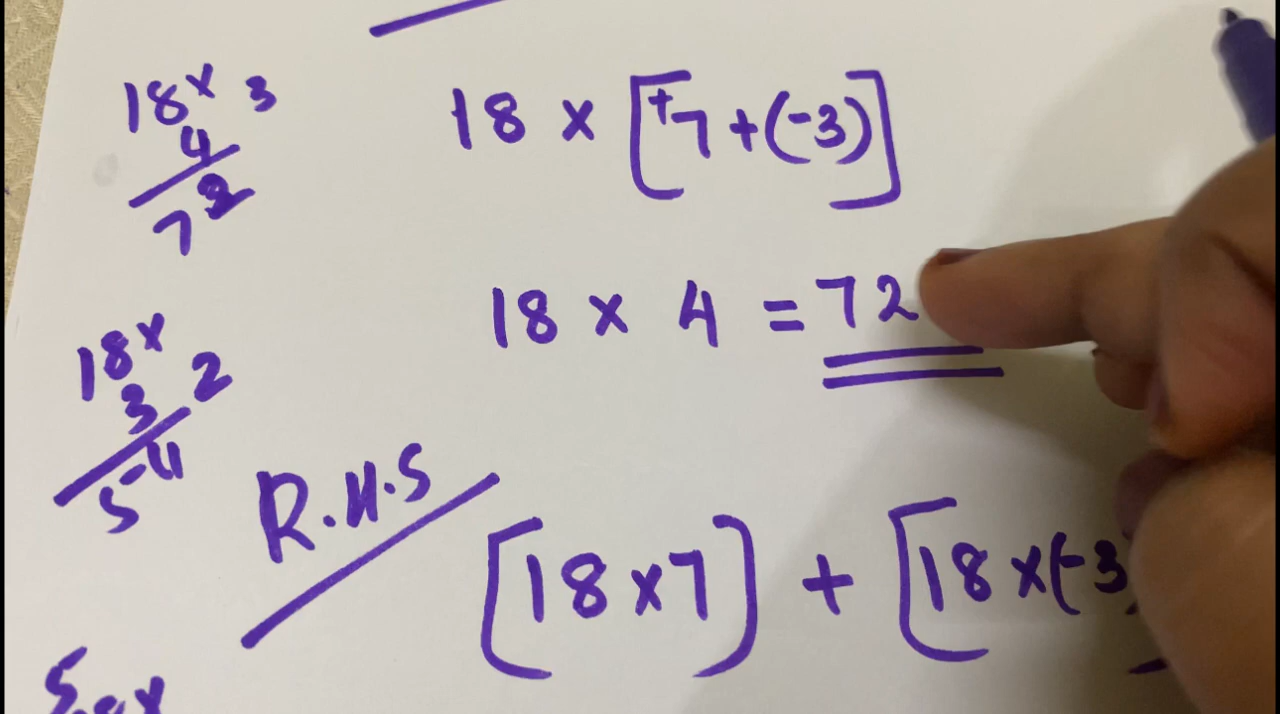 18 × [+7 + (-3)]
18 × 4 = 72
18 × 3
4
72
18 × 2
3
54
R.H.S
[18 × 7] + [18 × (-3)